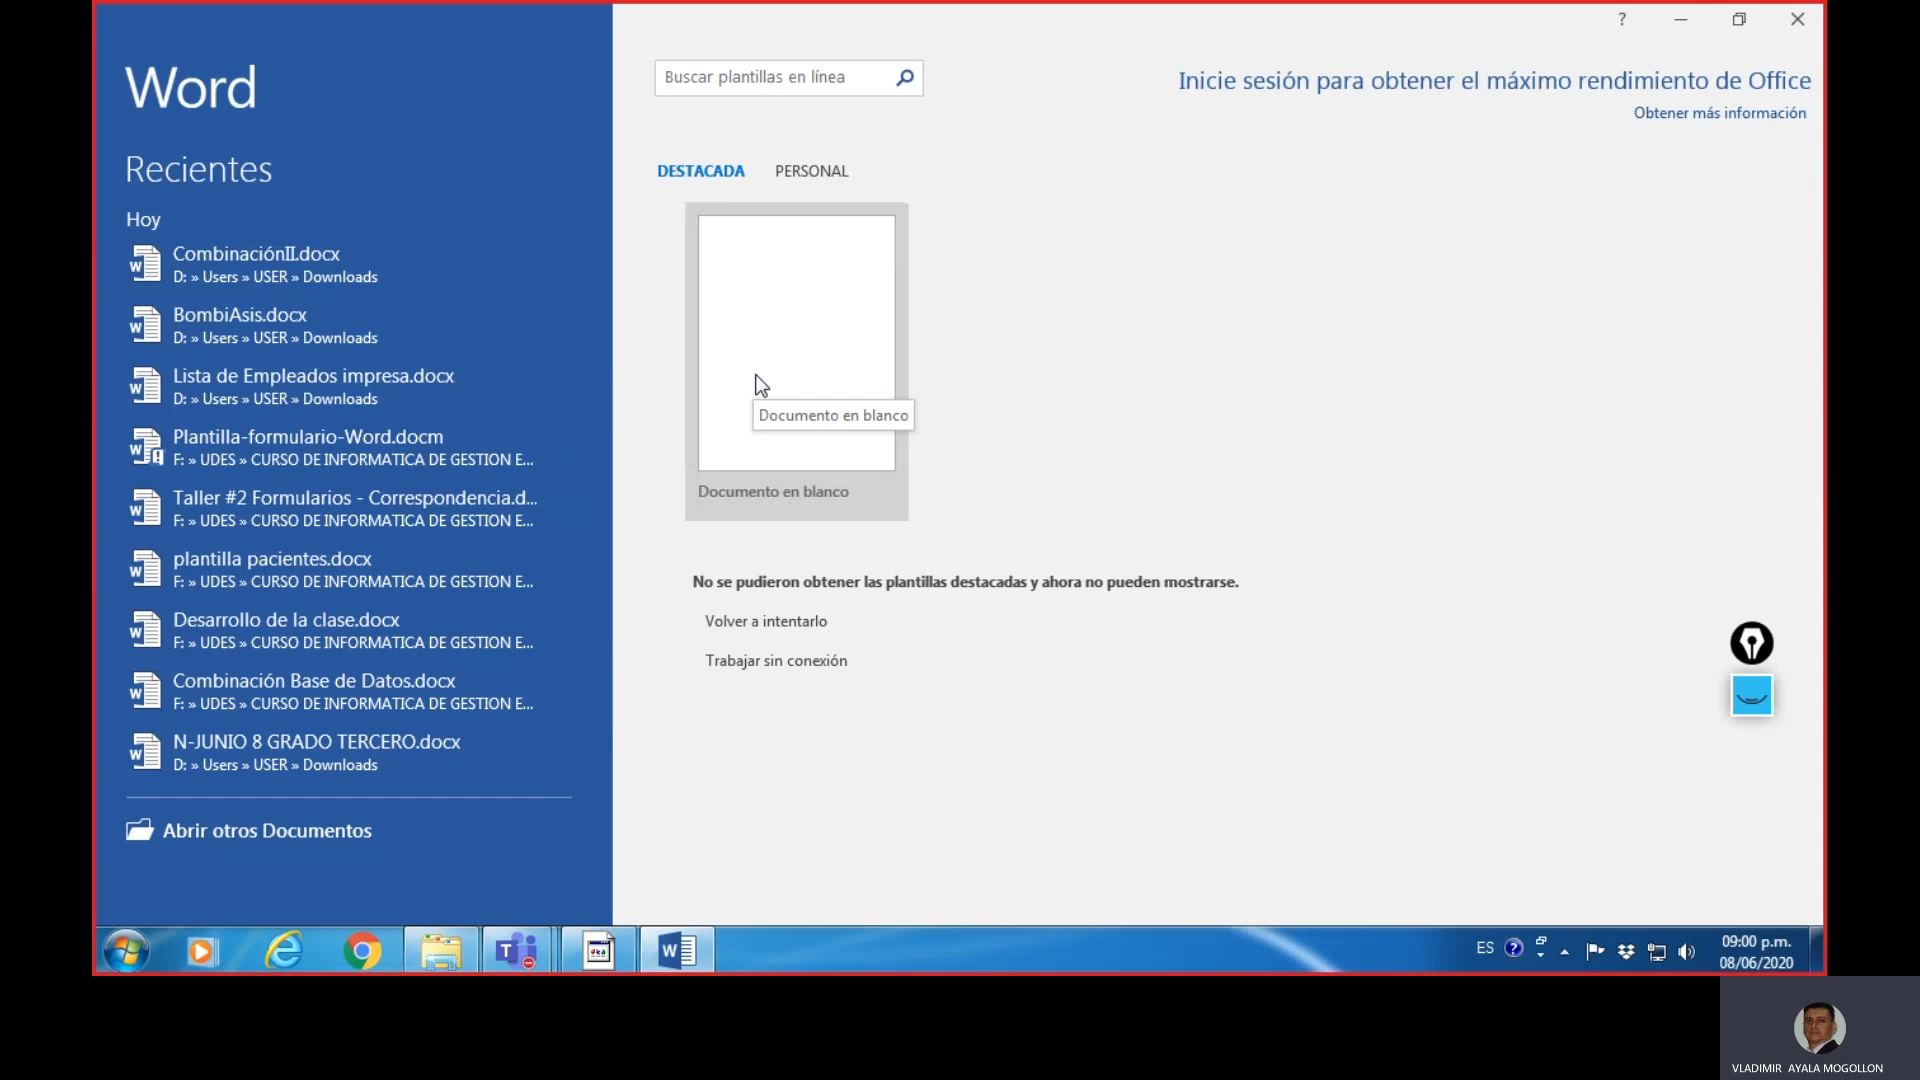 ?
Word
Buscar plantillas en línea
Inicie sesión para obtener el máximo rendimiento de Office
Obtener más información
Recientes
DESTACADA PERSONAL
Hoy
CombinaciónII.docx
D: » Users » USER » Downloads
BombiAsis.docx
D: » Users » USER » Downloads
Lista de Empleados impresa.docx
D: » Users » USER » Downloads
Plantilla-formulario-Word.docm
F: » UDES » CURSO DE INFORMATICA DE GESTION E...
Taller #2 Formularios - Correspondencia.d...
F: » UDES » CURSO DE INFORMATICA DE GESTION E...
plantilla pacientes.docx
F: » UDES » CURSO DE INFORMATICA DE GESTION E...
Desarrollo de la clase.docx
F: » UDES » CURSO DE INFORMATICA DE GESTION E...
Combinación Base de Datos.docx
F: » UDES » CURSO DE INFORMATICA DE GESTION E...
N-JUNIO 8 GRADO TERCERO.docx
D: » Users » USER » Downloads
Abrir otros Documentos
Documento en blanco
Documento en blanco
No se pudieron obtener las plantillas destacadas y ahora no pueden mostrarse.
Volver a intentarlo
Trabajar sin conexión
ES
09:00 p.m.
08/06/2020
VLADIMIR AYALA MOGOLLON